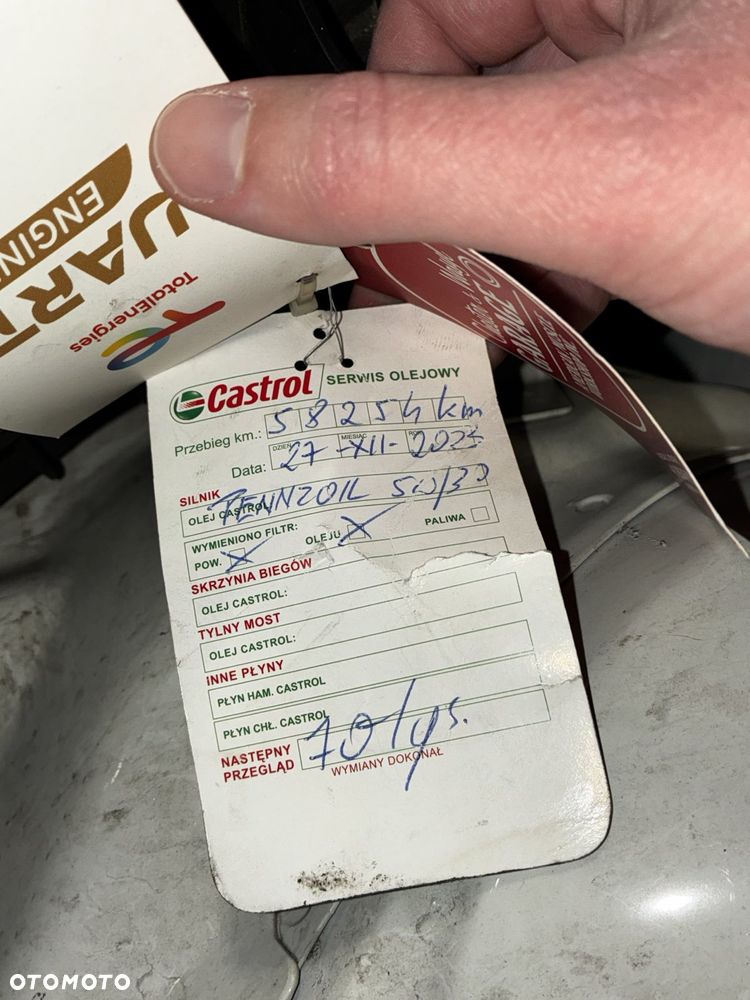 QUART
ENGIN
TotalEnergies
Castrol SERWIS OLEJOWY
Przebieg km.: 58254 km
DZIEŃ MIESIĄC
Data: 27-XII-
SILNIK
OLEJ CASTROL: PENNZOIL 5W/30
WYMIENIONO FILTR:
POW. X OLEJU X PALIWA
SKRZYNIA BIEGÓW
OLEJ CASTROL:
TYLNY MOST
OLEJ CASTROL:
INNE PŁYNY
PŁYN HAM. CASTROL
PŁYN CHŁ. CASTROL
NASTĘPNY PRZEGLĄD 70 tys.
WYMIANY DOKONAŁ
OTOMOTO